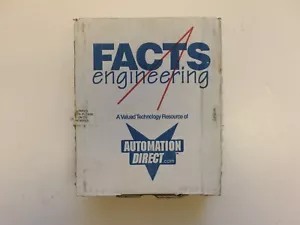 FACTS
engineering
A Valued Technology Resource of
AUTOMATION
DIRECT.com